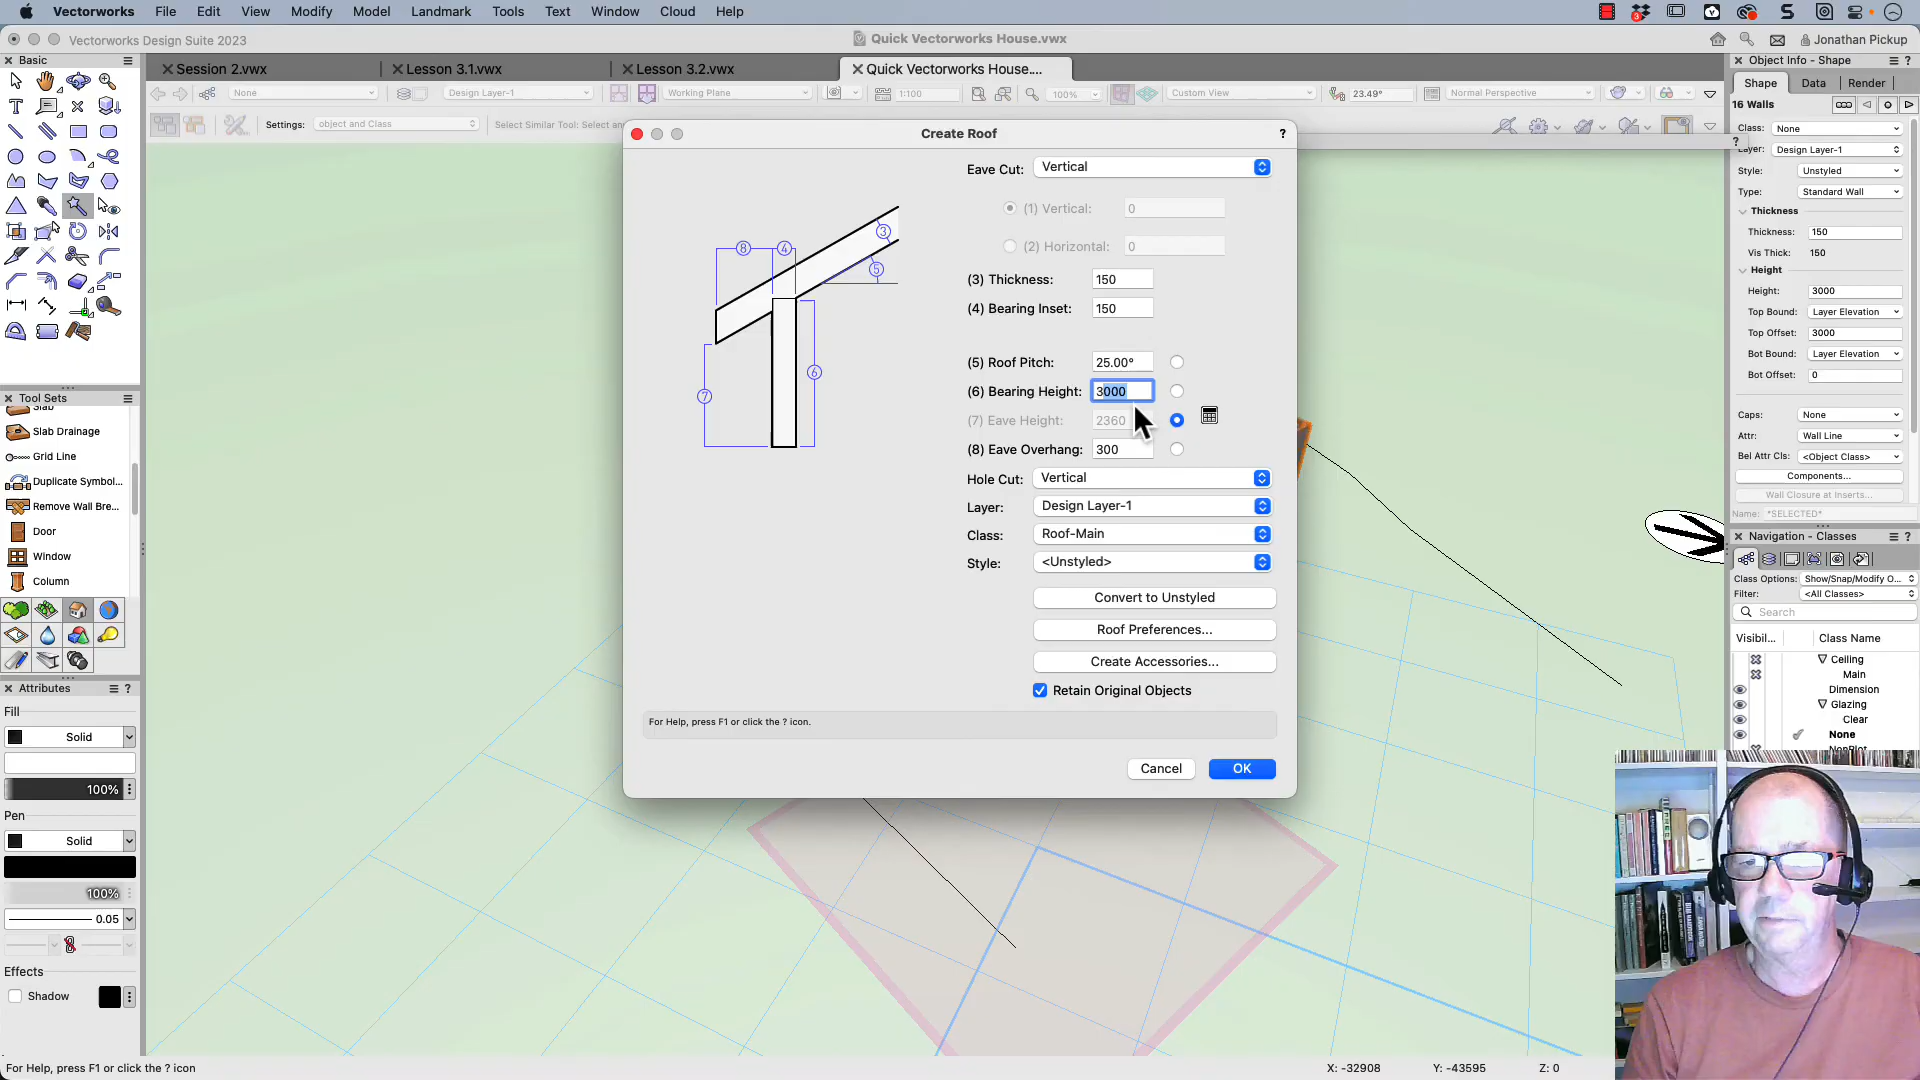 Vectorworks File Edit View Modify Model Landmark Tools Text Window Cloud Help
Vectorworks Design Suite 2023
Quick Vectorworks House.vwx
Jonathan Pickup
Basic
Session 2.vwx
Lesson 3.1.vwx
Lesson 3.2.vwx
Quick Vectorworks House....
None
Design Layer-1
Working Plane
1:100
100%
Custom View
23.49°
Normal Perspective
Settings:
object and Class
Create Roof
?
Eave Cut:
Vertical
(1) Vertical:
0
(2) Horizontal:
0
(3) Thickness:
150
(4) Bearing Inset:
150
(5) Roof Pitch:
25.00°
(6) Bearing Height:
3000
(7) Eave Height:
2360
(8) Eave Overhang:
300
Hole Cut:
Vertical
Layer:
Design Layer-1
Class:
Roof-Main
Style:
<Unstyled>
Convert to Unstyled
Roof Preferences...
Create Accessories...
Retain Original Objects
For Help, press F1 or click the ? icon.
Cancel
OK
8
4
3
5
6
7
Tool Sets
Slab
Slab Drainage
Grid Line
Duplicate Symbol...
Remove Wall Bre...
Door
Window
Column
Attributes
?
Fill
Solid
100%
Pen
Solid
100%
0.05
Effects
Shadow
For Help, press F1 or click the ? icon
X: -32908
Y: -43595
Z: 0
Object Info - Shape
?
Shape
Data
Render
16 Walls
Class:
None
Layer:
Design Layer-1
Style:
Unstyled
Type:
Standard Wall
Thickness
Thickness:
150
Vis Thick:
150
Height
Height:
3000
Top Bound:
Layer Elevation
Top Offset:
3000
Bot Bound:
Layer Elevation
Bot Offset:
0
Caps:
None
Attr:
Wall Line
Bel Attr Cls:
<Object Class>
Components...
Wall Closure at Inserts...
Name: *SELECTED*
Navigation - Classes
?
Class Options:
Show/Snap/Modify O...
Filter:
<All Classes>
Search
Visibil...
Class Name
Ceiling
Main
Dimension
Glazing
Clear
None